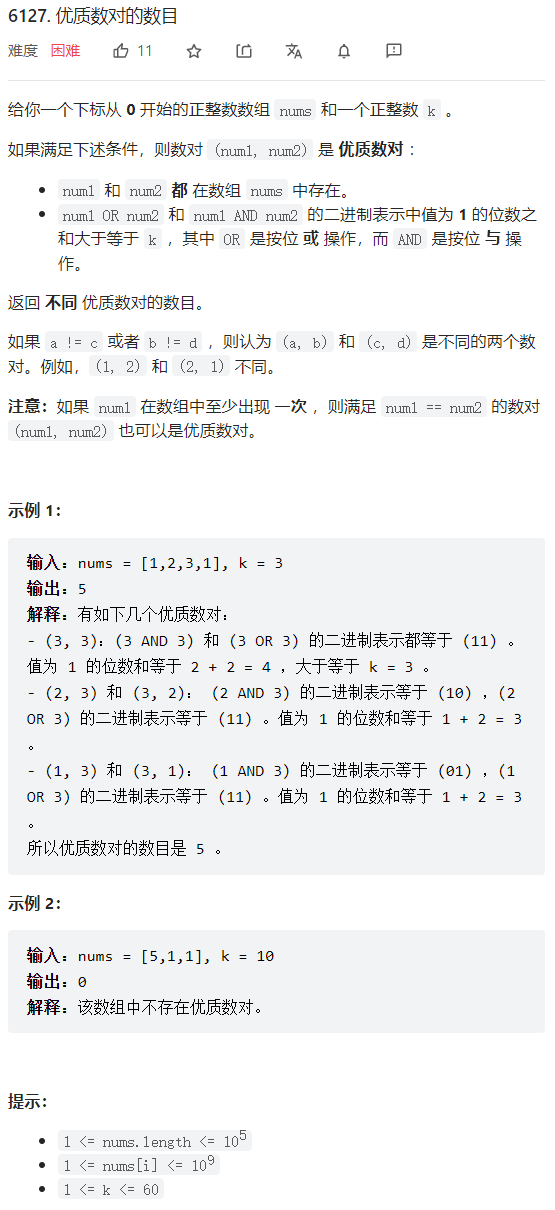 6127. 优质数对的数目
难度 困难 11
给你一个下标从 0 开始的正整数数组 nums 和一个正整数 k 。
如果满足下述条件，则数对 (num1, num2) 是 优质数对 ：
• num1 和 num2 都 在数组 nums 中存在。
• num1 OR num2 和 num1 AND num2 的二进制表示中值为 1 的位数之
和大于等于 k ，其中 OR 是按位 或 操作，而 AND 是按位 与 操
作。
返回 不同 优质数对的数目。
如果 a != c 或者 b != d ，则认为 (a, b) 和 (c, d) 是不同的两个数
对。例如，(1, 2) 和 (2, 1) 不同。
注意：如果 num1 在数组中至少出现 一次 ，则满足 num1 == num2 的数对
(num1, num2) 也可以是优质数对。
示例 1：
输入：nums = [1,2,3,1], k = 3
输出：5
解释：有如下几个优质数对：
- (3, 3)：(3 AND 3) 和 (3 OR 3) 的二进制表示都等于 (11) 。
值为 1 的位数和等于 2 + 2 = 4 ，大于等于 k = 3 。
- (2, 3) 和 (3, 2)： (2 AND 3) 的二进制表示等于 (10) ，(2
OR 3) 的二进制表示等于 (11) 。值为 1 的位数和等于 1 + 2 = 3
。
- (1, 3) 和 (3, 1)： (1 AND 3) 的二进制表示等于 (01) ，(1
OR 3) 的二进制表示等于 (11) 。值为 1 的位数和等于 1 + 2 = 3
。
所以优质数对的数目是 5 。
示例 2：
输入：nums = [5,1,1], k = 10
输出：0
解释：该数组中不存在优质数对。
提示：
• 1 <= nums.length <= 10⁵
• 1 <= nums[i] <= 10⁹
• 1 <= k <= 60